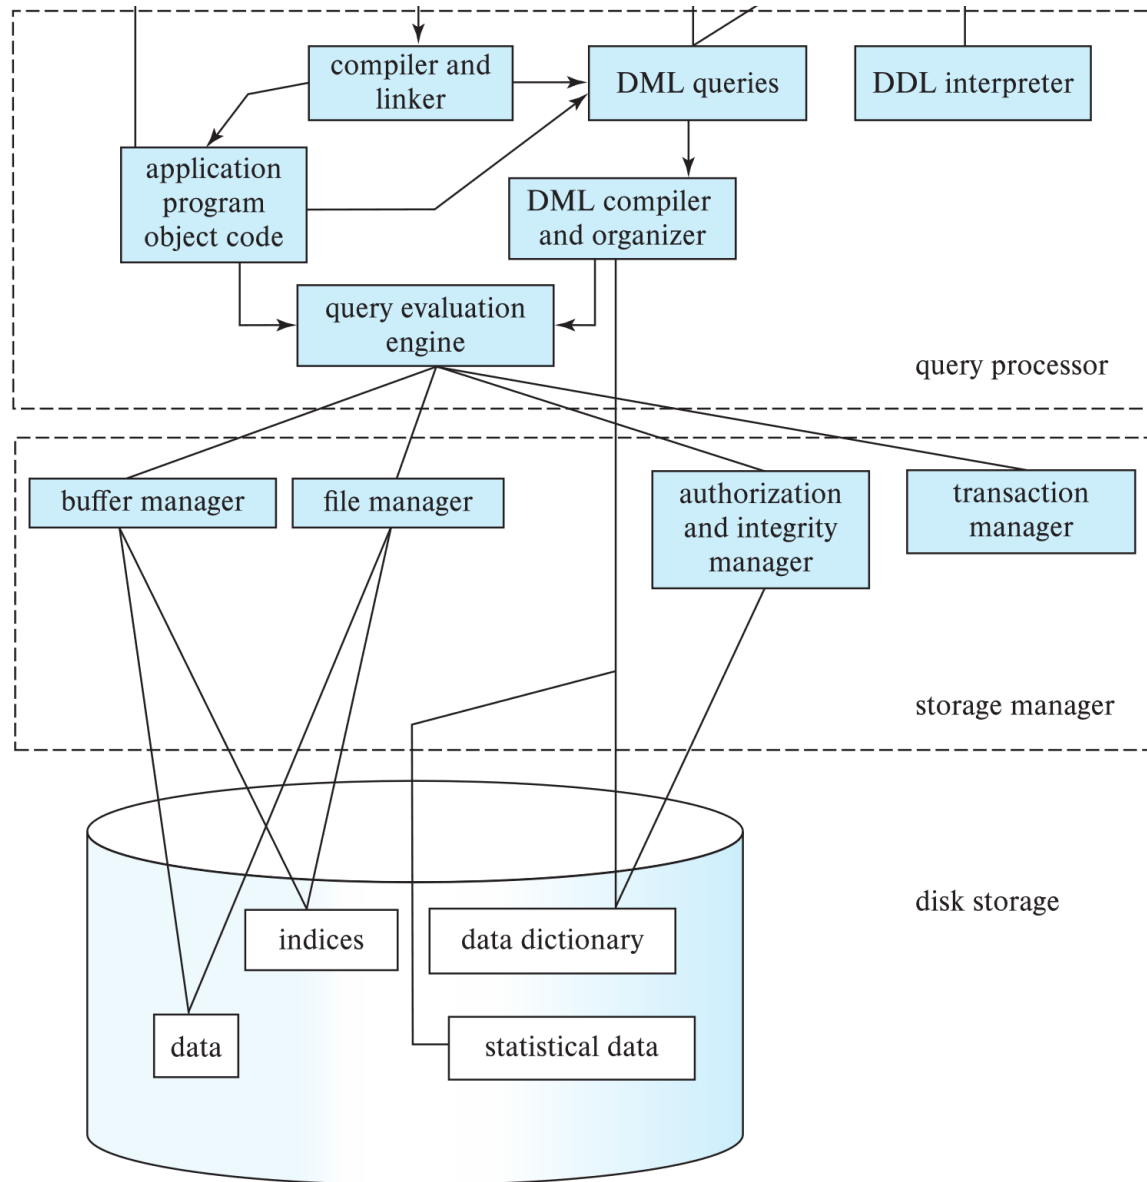 compiler and
linker
DML queries
DDL interpreter
application
program
object code
DML compiler
and organizer
query evaluation
engine
query processor
buffer manager
file manager
authorization
and integrity
manager
transaction
manager
storage manager
disk storage
indices
data dictionary
data
statistical data